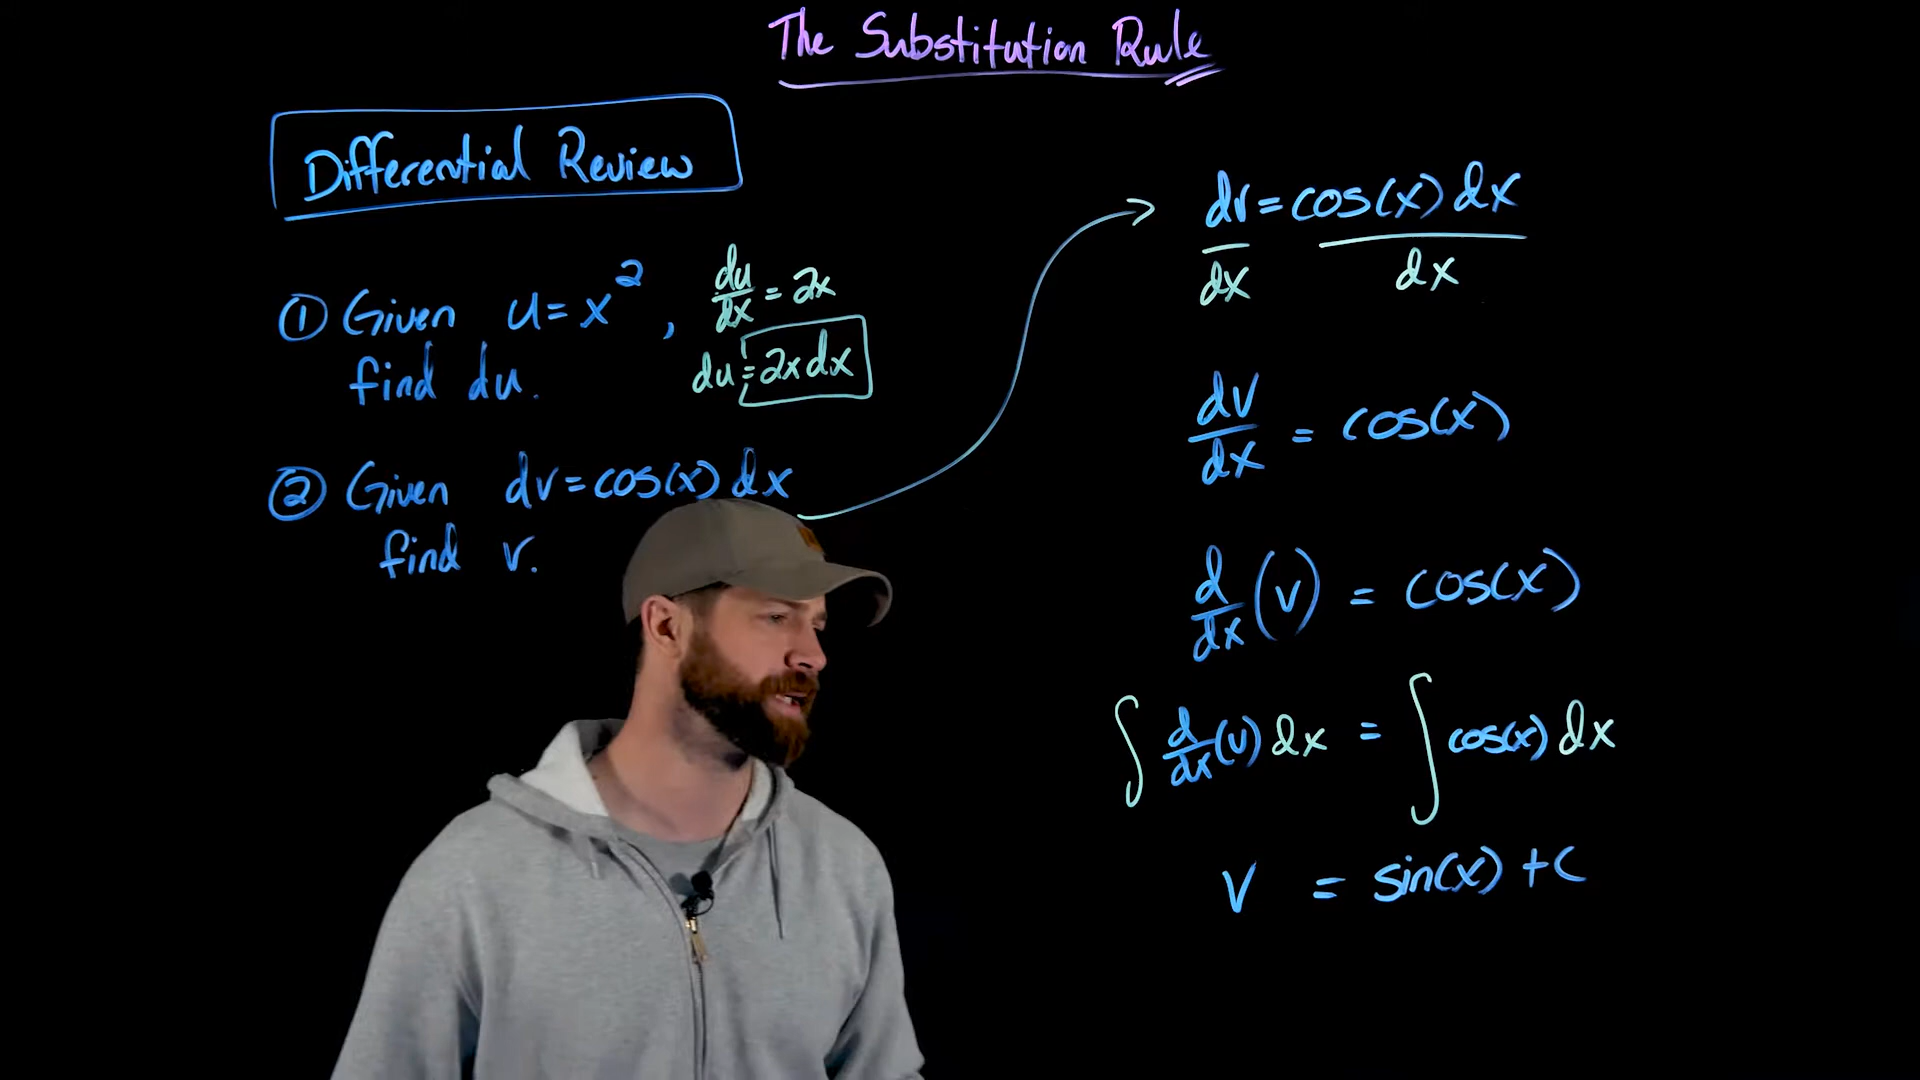 The Substitution Rule
Differential Review
① Given u = x², du/dx = 2x
find du. du = 2x dx
② Given dv = cos(x) dx
find v.
dv/dx = cos(x) dx/dx
dv/dx = cos(x)
d/dx (v) = cos(x)
∫ d/dx (v) dx = ∫ cos(x) dx
v = sin(x) + C